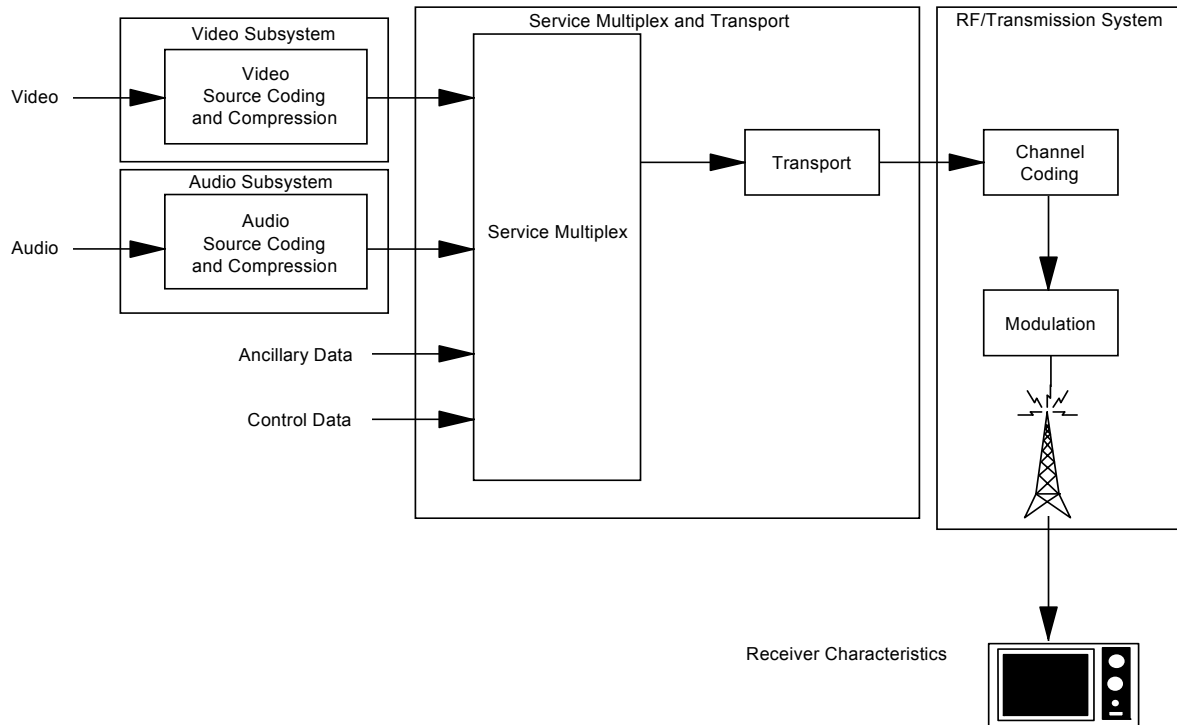 Service Multiplex and Transport
RF/Transmission System
Video Subsystem
Video
Source Coding
and Compression
Video
Audio Subsystem
Audio
Source Coding
and Compression
Audio
Service Multiplex
Ancillary Data
Control Data
Transport
Channel
Coding
Modulation
Receiver Characteristics